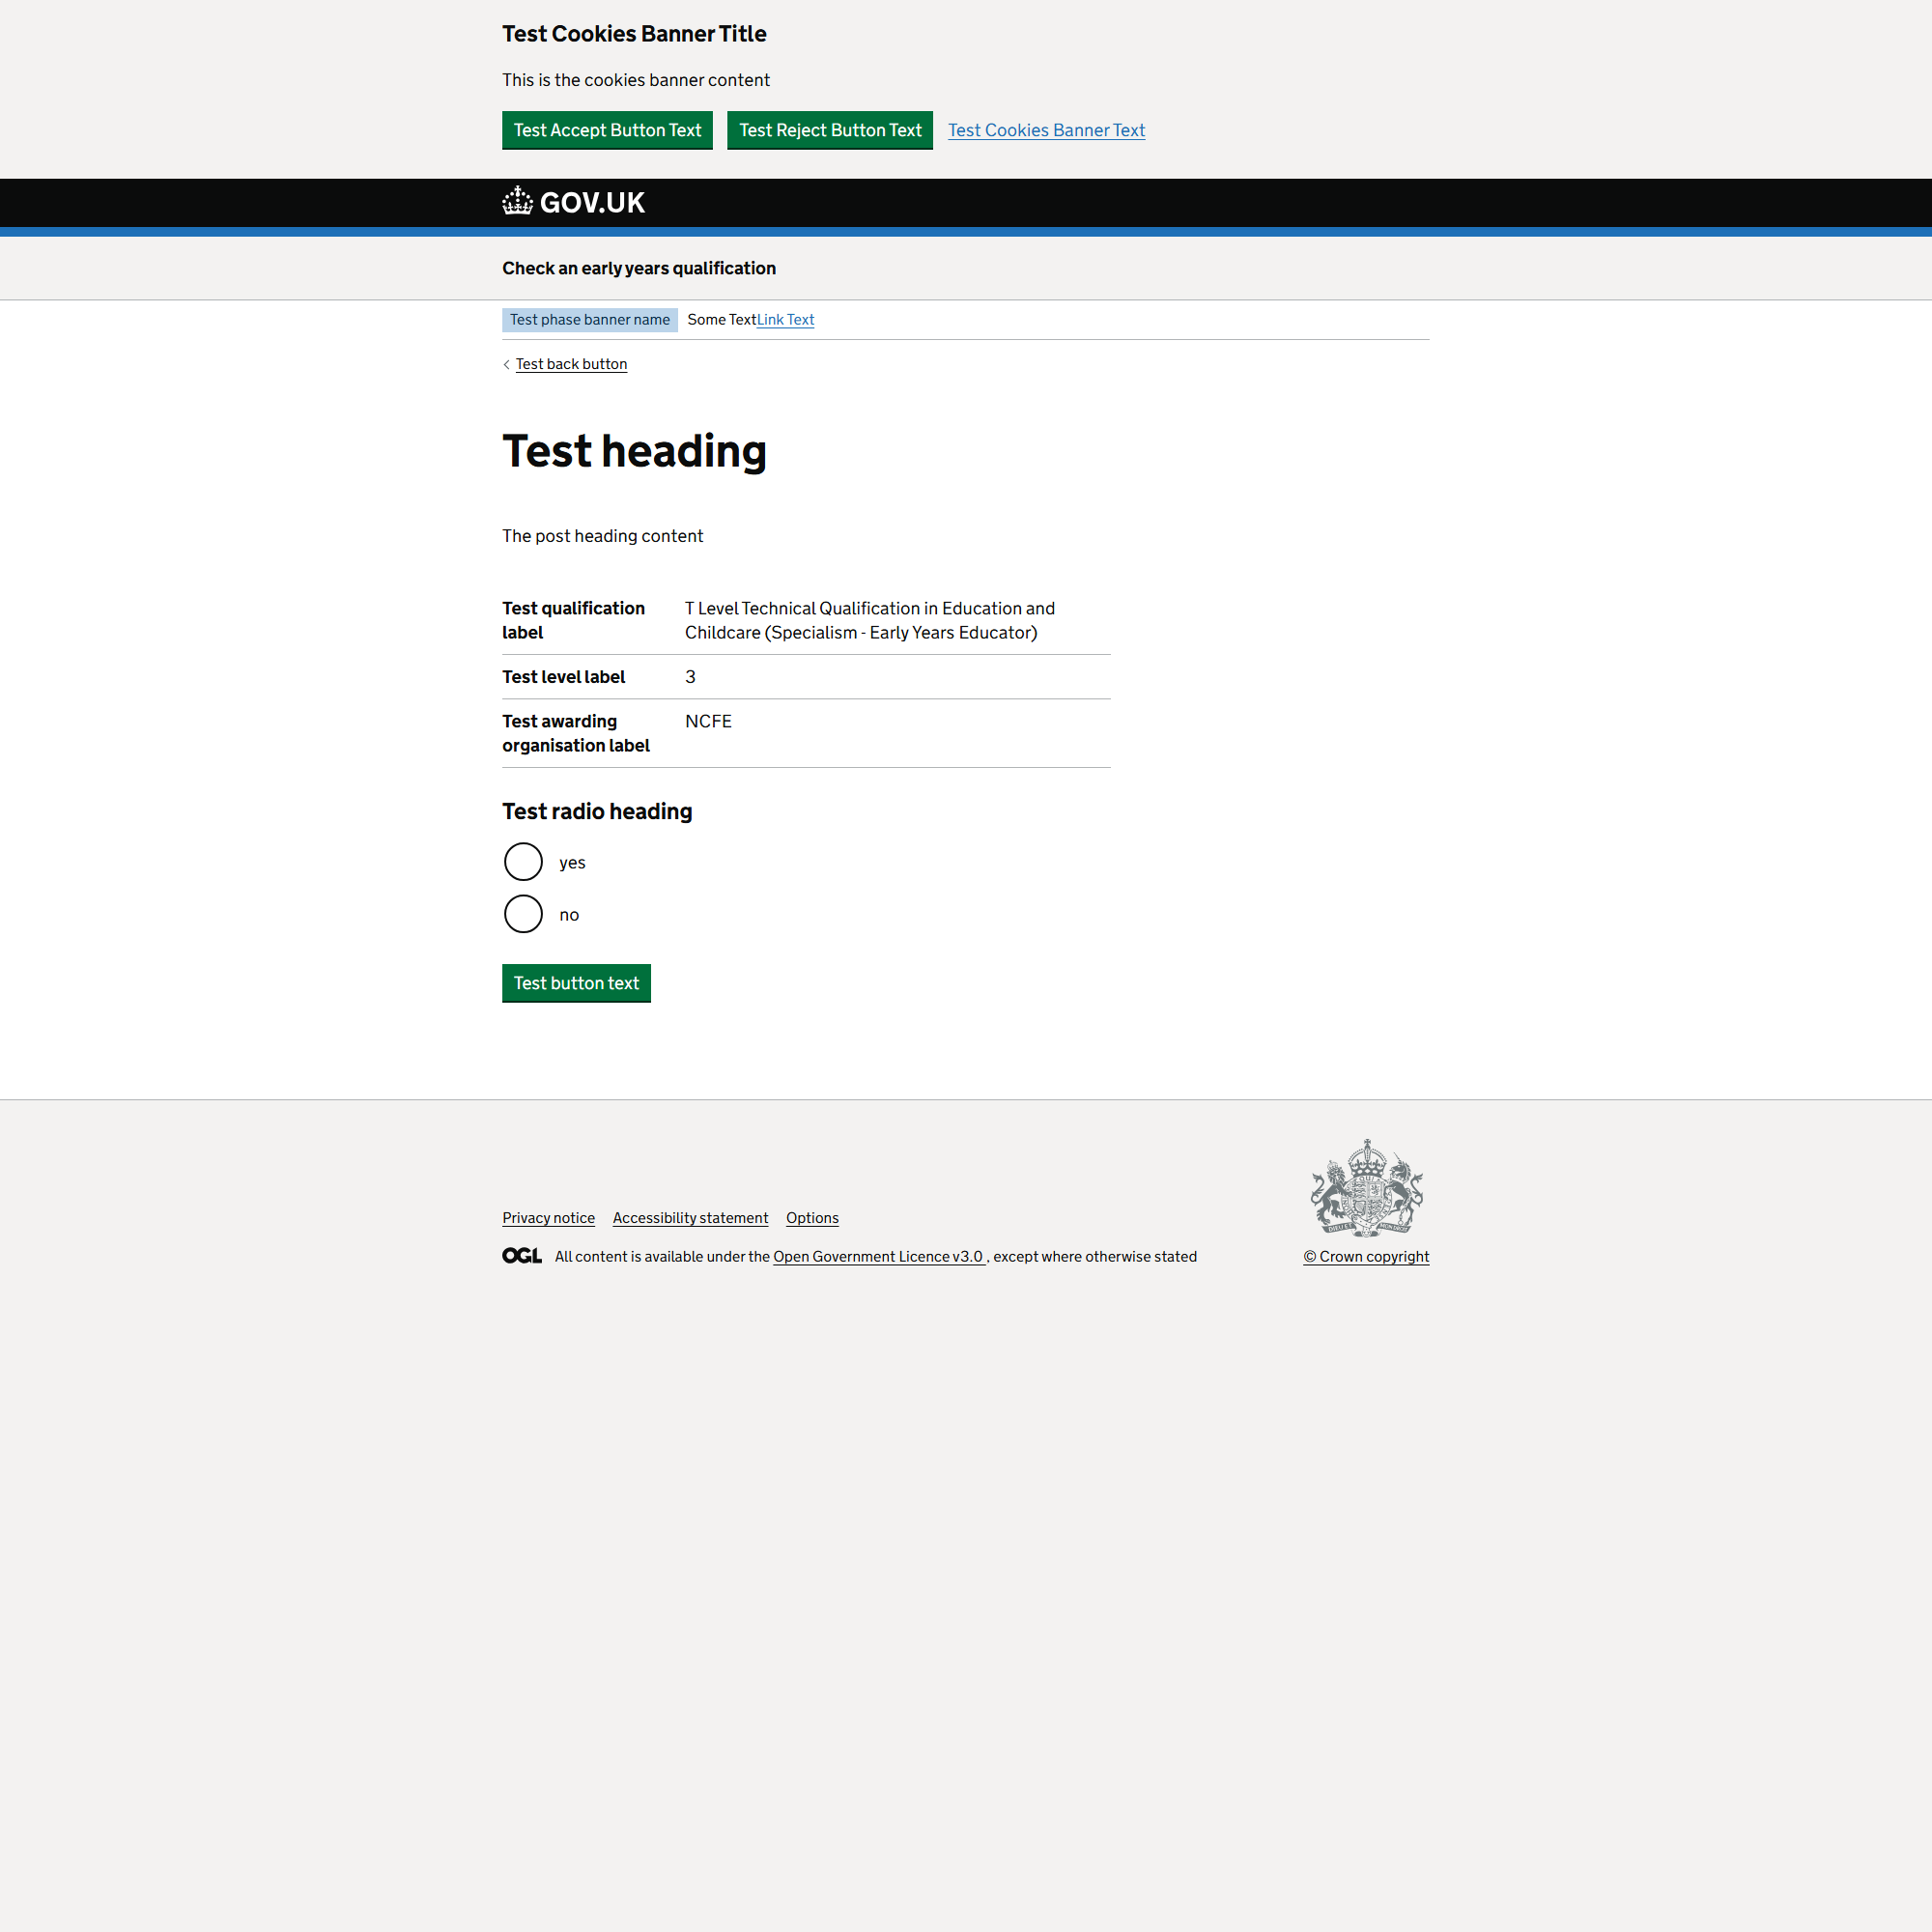 Test Cookies Banner Title
This is the cookies banner content
Test Accept Button Text Test Reject Button Text Test Cookies Banner Text
GOV.UK
Check an early years qualification
Test phase banner name Some TextLink Text
Test back button
Test heading
The post heading content
Test qualification label
T Level Technical Qualification in Education and
Childcare (Specialism - Early Years Educator)
Test level label 3
Test awarding organisation label
NCFE
Test radio heading
yes
no
Test button text
Privacy notice Accessibility statement Options
OGL All content is available under the Open Government Licence v3.0 , except where otherwise stated
© Crown copyright